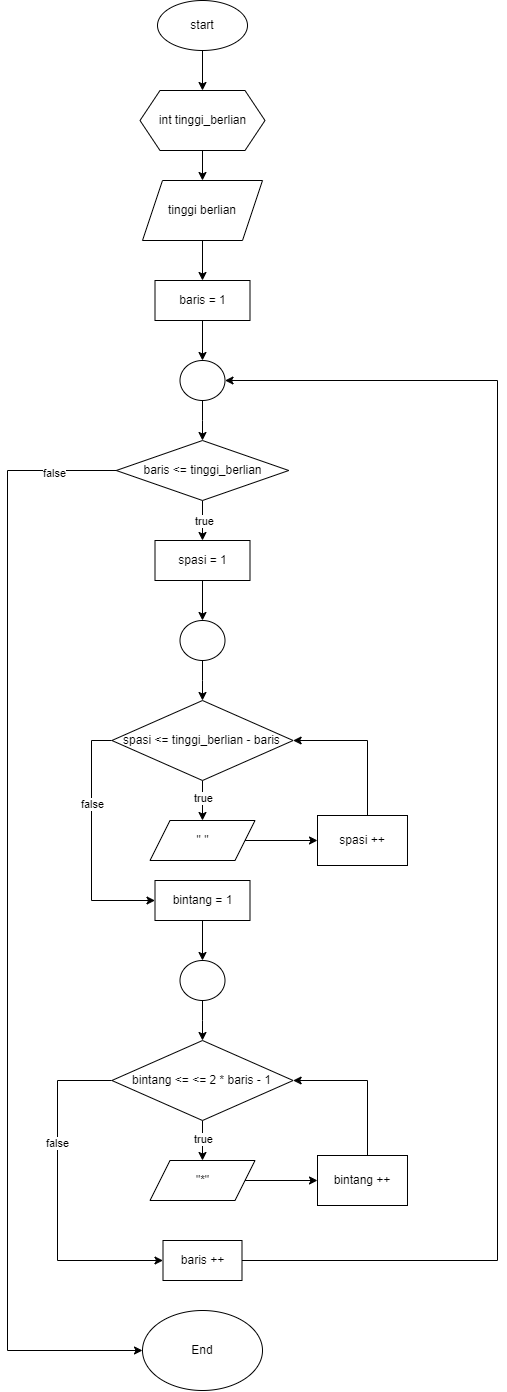 start
int tinggi_berlian
tinggi berlian
baris = 1
baris <= tinggi_berlian
false
true
spasi = 1
spasi <= tinggi_berlian - baris
true
false
" "
spasi ++
bintang = 1
bintang <= <= 2 * baris - 1
true
false
"*"
bintang ++
baris ++
End